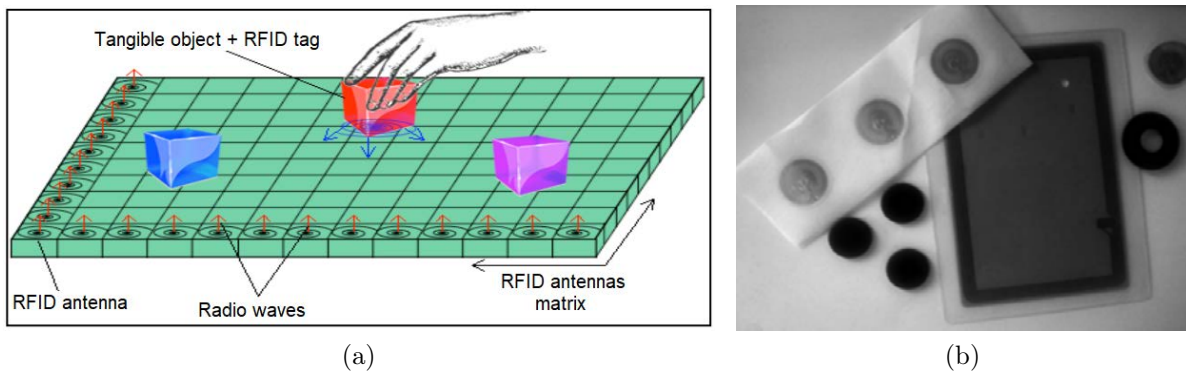 Tangible object + RFID tag
RFID antenna
Radio waves
RFID antennas
matrix
(a)
(b)